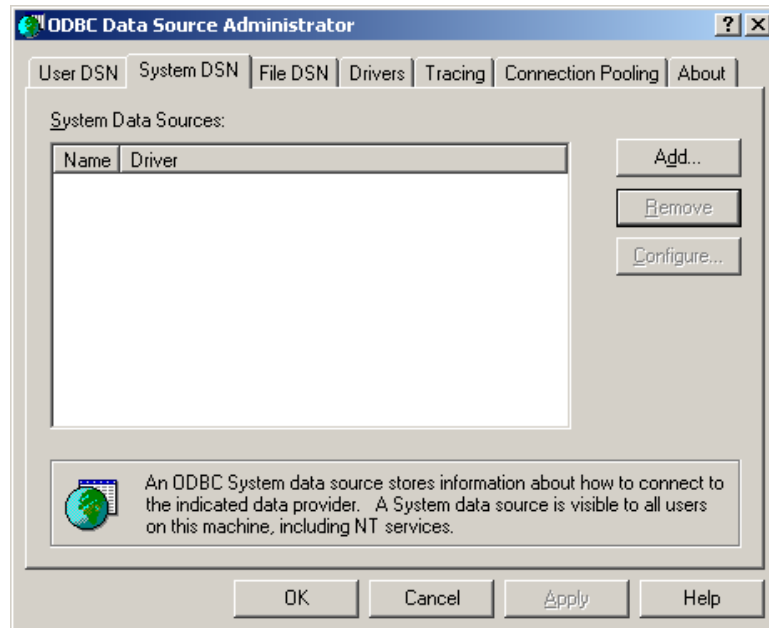 ODBC Data Source Administrator
User DSN System DSN File DSN Drivers Tracing Connection Pooling About
System Data Sources:
Name Driver
Add...
Remove
Configure...
An ODBC System data source stores information about how to connect to
the indicated data provider. A System data source is visible to all users
on this machine, including NT services.
OK Cancel Apply Help